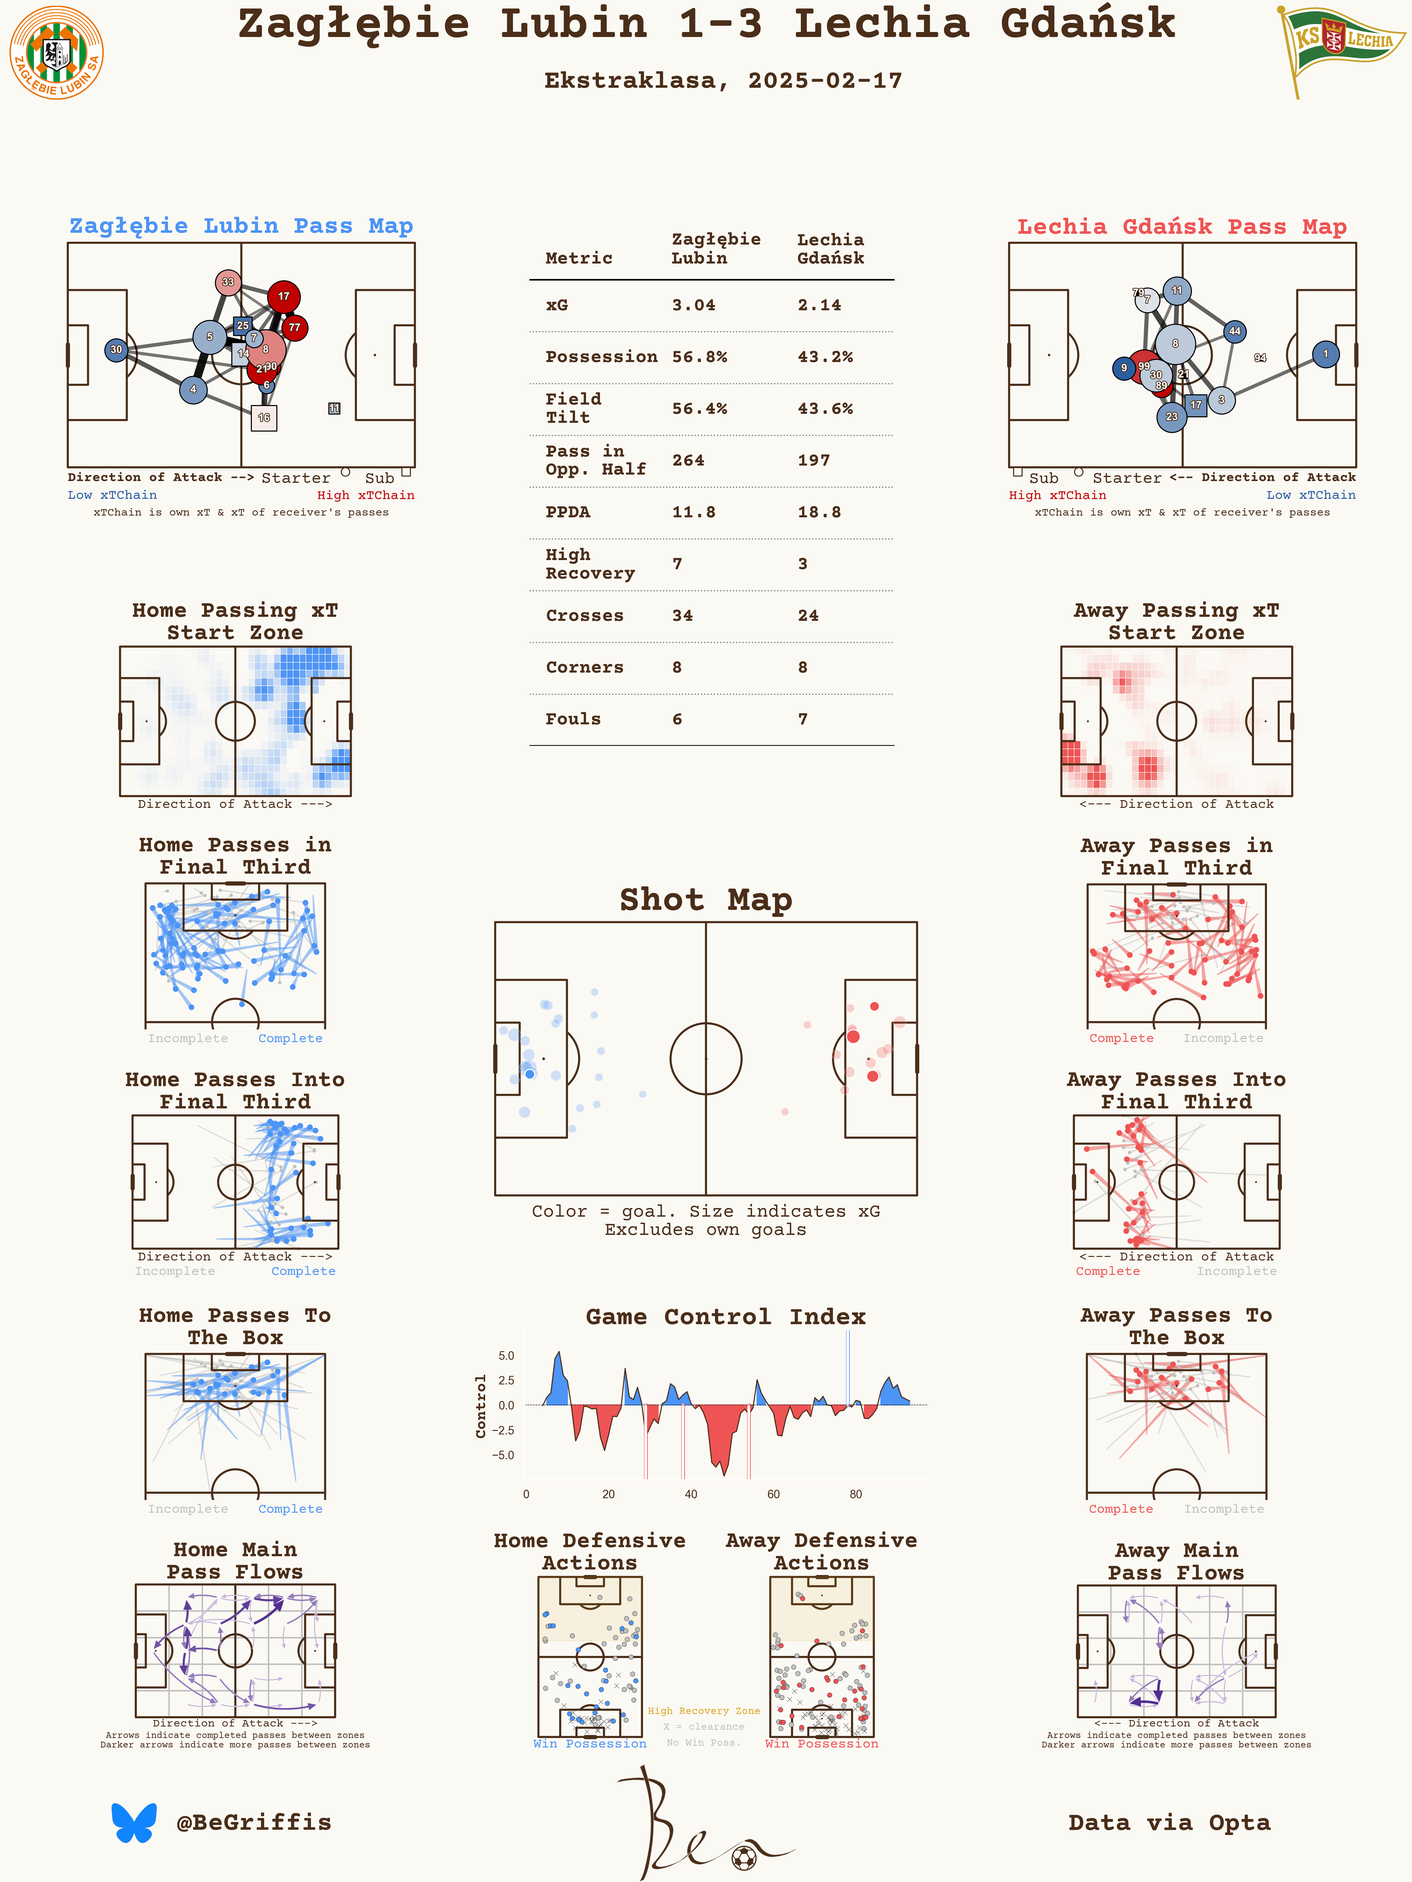 Zagłębie Lubin 1-3 Lechia Gdańsk
Ekstraklasa, 2025-02-17
ZAGŁĘBIE LUBIN SA
KS LECHIA
Zagłębie Lubin Pass Map
33
17
77
25
5
7
8
14
30
21
90
6
4
16
11
Direction of Attack --> Starter Sub
Low xTChain High xTChain
xTChain is own xT & xT of receiver's passes
Metric Zagłębie Lubin Lechia Gdańsk
xG 3.04 2.14
Possession 56.8% 43.2%
Field Tilt 56.4% 43.6%
Pass in Opp. Half 264 197
PPDA 11.8 18.8
High Recovery 7 3
Crosses 34 24
Corners 8 8
Fouls 6 7
Lechia Gdańsk Pass Map
79
7
11
44
8
94
1
9
99
30
21
89
3
17
23
Sub Starter <-- Direction of Attack
High xTChain Low xTChain
xTChain is own xT & xT of receiver's passes
Home Passing xT
Start Zone
Direction of Attack --->
Away Passing xT
Start Zone
<--- Direction of Attack
Home Passes in
Final Third
Incomplete Complete
Away Passes in
Final Third
Complete Incomplete
Shot Map
Color = goal. Size indicates xG
Excludes own goals
Home Passes Into
Final Third
Direction of Attack --->
Incomplete Complete
Away Passes Into
Final Third
<--- Direction of Attack
Complete Incomplete
Home Passes To
The Box
Incomplete Complete
Game Control Index
Control
5.0
2.5
0.0
−2.5
−5.0
0 20 40 60 80
Away Passes To
The Box
Complete Incomplete
Home Main
Pass Flows
Direction of Attack --->
Arrows indicate completed passes between zones
Darker arrows indicate more passes between zones
Home Defensive
Actions
Win Possession
High Recovery Zone
X = clearance
No Win Poss.
Away Defensive
Actions
Win Possession
Away Main
Pass Flows
<--- Direction of Attack
Arrows indicate completed passes between zones
Darker arrows indicate more passes between zones
@BeGriffis
Ben
Data via Opta